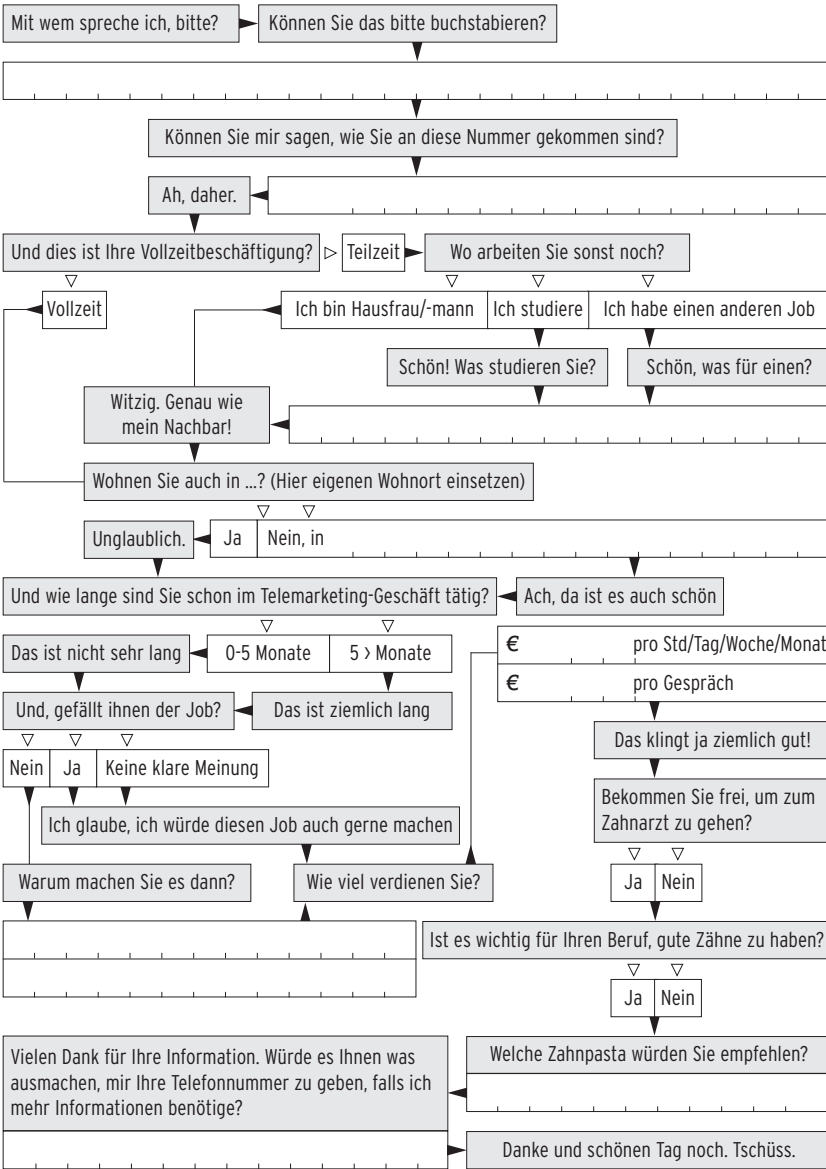 Mit wem spreche ich, bitte?
Können Sie das bitte buchstabieren?
Können Sie mir sagen, wie Sie an diese Nummer gekommen sind?
Ah, daher.
Und dies ist Ihre Vollzeitbeschäftigung?
Teilzeit
Wo arbeiten Sie sonst noch?
Vollzeit
Ich bin Hausfrau/-mann
Ich studiere
Ich habe einen anderen Job
Schön! Was studieren Sie?
Schön, was für einen?
Witzig. Genau wie
mein Nachbar!
Wohnen Sie auch in ...? (Hier eigenen Wohnort einsetzen)
Unglaublich.
Ja
Nein, in
Und wie lange sind Sie schon im Telemarketing-Geschäft tätig?
Ach, da ist es auch schön
Das ist nicht sehr lang
0-5 Monate
5 > Monate
€ pro Std/Tag/Woche/Monat
€ pro Gespräch
Und, gefällt ihnen der Job?
Das ist ziemlich lang
Das klingt ja ziemlich gut!
Nein
Ja
Keine klare Meinung
Bekommen Sie frei, um zum
Zahnarzt zu gehen?
Ich glaube, ich würde diesen Job auch gerne machen
Warum machen Sie es dann?
Wie viel verdienen Sie?
Ja
Nein
Ist es wichtig für Ihren Beruf, gute Zähne zu haben?
Ja
Nein
Welche Zahnpasta würden Sie empfehlen?
Vielen Dank für Ihre Information. Würde es Ihnen was
ausmachen, mir Ihre Telefonnummer zu geben, falls ich
mehr Informationen benötige?
Danke und schönen Tag noch. Tschüss.